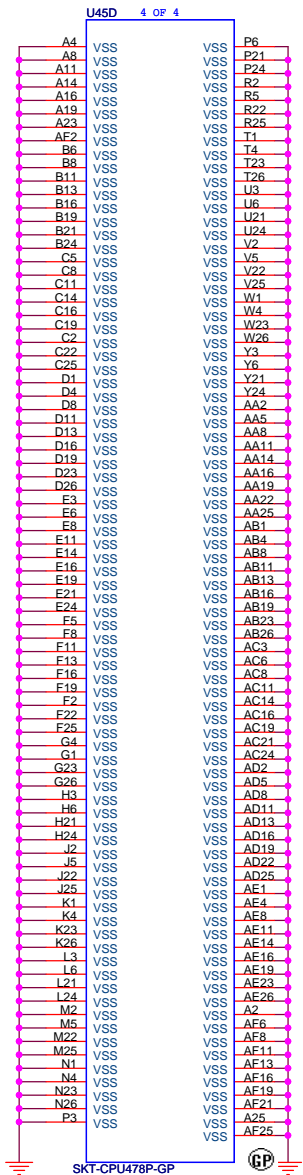 U45D 4 OF 4
A4 VSS VSS P6
A8 VSS VSS P21
A11 VSS VSS P24
A14 VSS VSS R2
A16 VSS VSS R5
A19 VSS VSS R22
A23 VSS VSS R25
AF2 VSS VSS T1
B6 VSS VSS T4
B8 VSS VSS T23
B11 VSS VSS T26
B13 VSS VSS U3
B16 VSS VSS U6
B19 VSS VSS U21
B21 VSS VSS U24
B24 VSS VSS V2
C5 VSS VSS V5
C8 VSS VSS V22
C11 VSS VSS V25
C14 VSS VSS W1
C16 VSS VSS W4
C19 VSS VSS W23
C2 VSS VSS W26
C22 VSS VSS Y3
C25 VSS VSS Y6
D1 VSS VSS Y21
D4 VSS VSS Y24
D8 VSS VSS AA2
D11 VSS VSS AA5
D13 VSS VSS AA8
D16 VSS VSS AA11
D19 VSS VSS AA14
D23 VSS VSS AA16
D26 VSS VSS AA19
E3 VSS VSS AA22
E6 VSS VSS AA25
E8 VSS VSS AB1
E11 VSS VSS AB4
E14 VSS VSS AB8
E16 VSS VSS AB11
E19 VSS VSS AB13
E21 VSS VSS AB16
E24 VSS VSS AB19
F5 VSS VSS AB23
F8 VSS VSS AB26
F11 VSS VSS AC3
F13 VSS VSS AC6
F16 VSS VSS AC8
F19 VSS VSS AC11
F2 VSS VSS AC14
F22 VSS VSS AC16
F25 VSS VSS AC19
G4 VSS VSS AC21
G1 VSS VSS AC24
G23 VSS VSS AD2
G26 VSS VSS AD5
H3 VSS VSS AD8
H6 VSS VSS AD11
H21 VSS VSS AD13
H24 VSS VSS AD16
J2 VSS VSS AD19
J5 VSS VSS AD22
J22 VSS VSS AD25
J25 VSS VSS AE1
K1 VSS VSS AE4
K4 VSS VSS AE8
K23 VSS VSS AE11
K26 VSS VSS AE14
L3 VSS VSS AE16
L6 VSS VSS AE19
L21 VSS VSS AE23
L24 VSS VSS AE26
M2 VSS VSS A2
M5 VSS VSS AF6
M22 VSS VSS AF8
M25 VSS VSS AF11
N1 VSS VSS AF13
N4 VSS VSS AF16
N23 VSS VSS AF19
N26 VSS VSS AF21
P3 VSS VSS A25
VSS AF25
SKT-CPU478P-GP
GP